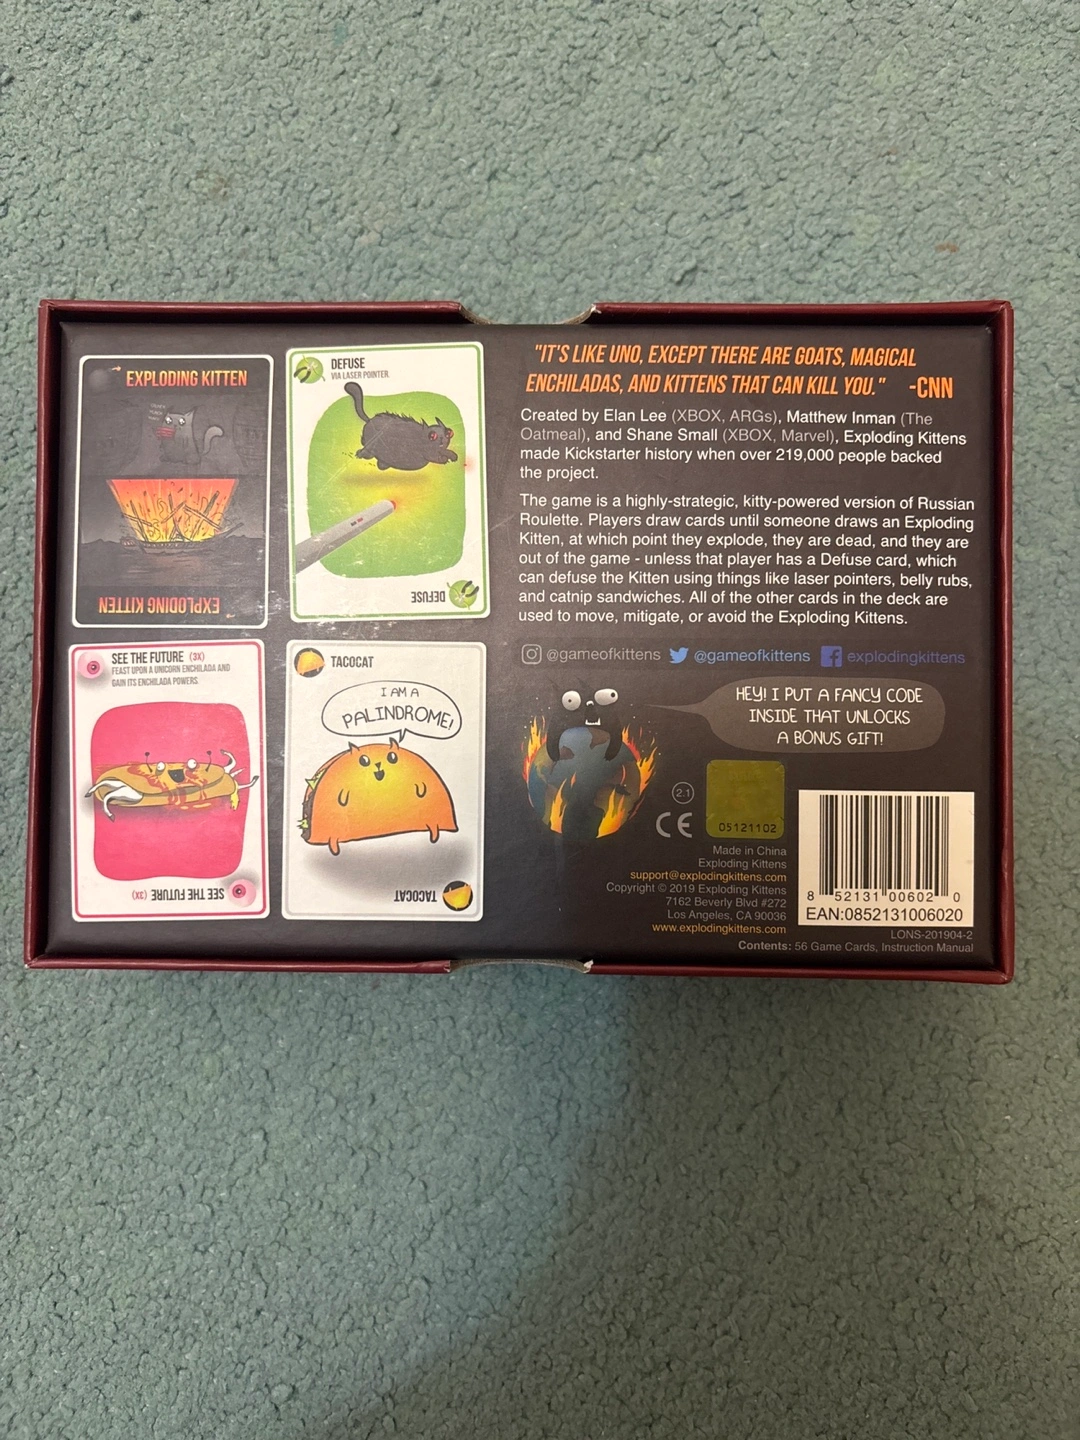 EXPLODING KITTEN
EXPLODING KITTEN
DEFUSE
VIA LASER POINTER.
DEFUSE
SEE THE FUTURE (3X)
FEAST UPON A UNICORN ENCHILADA AND
GAIN ITS ENCHILADA POWERS.
SEE THE FUTURE (3X)
TACOCAT
I AM A
PALINDROME!
TACOCAT
"IT'S LIKE UNO, EXCEPT THERE ARE GOATS, MAGICAL
ENCHILADAS, AND KITTENS THAT CAN KILL YOU." -CNN
Created by Elan Lee (XBOX, ARGs), Matthew Inman (The
Oatmeal), and Shane Small (XBOX, Marvel), Exploding Kittens
made Kickstarter history when over 219,000 people backed
the project.
The game is a highly-strategic, kitty-powered version of Russian
Roulette. Players draw cards until someone draws an Exploding
Kitten, at which point they explode, they are dead, and they are
out of the game - unless that player has a Defuse card, which
can defuse the Kitten using things like laser pointers, belly rubs,
and catnip sandwiches. All of the other cards in the deck are
used to move, mitigate, or avoid the Exploding Kittens.
@gameofkittens @gameofkittens explodingkittens
HEY! I PUT A FANCY CODE
INSIDE THAT UNLOCKS
A BONUS GIFT!
2.1
CE
05121102
Made in China
Exploding Kittens
support@explodingkittens.com
Copyright © 2019 Exploding Kittens
7162 Beverly Blvd #272
Los Angeles, CA 90036
www.explodingkittens.com
8 52131 00602 0
EAN:0852131006020
LONS-201904-2
Contents: 56 Game Cards, Instruction Manual